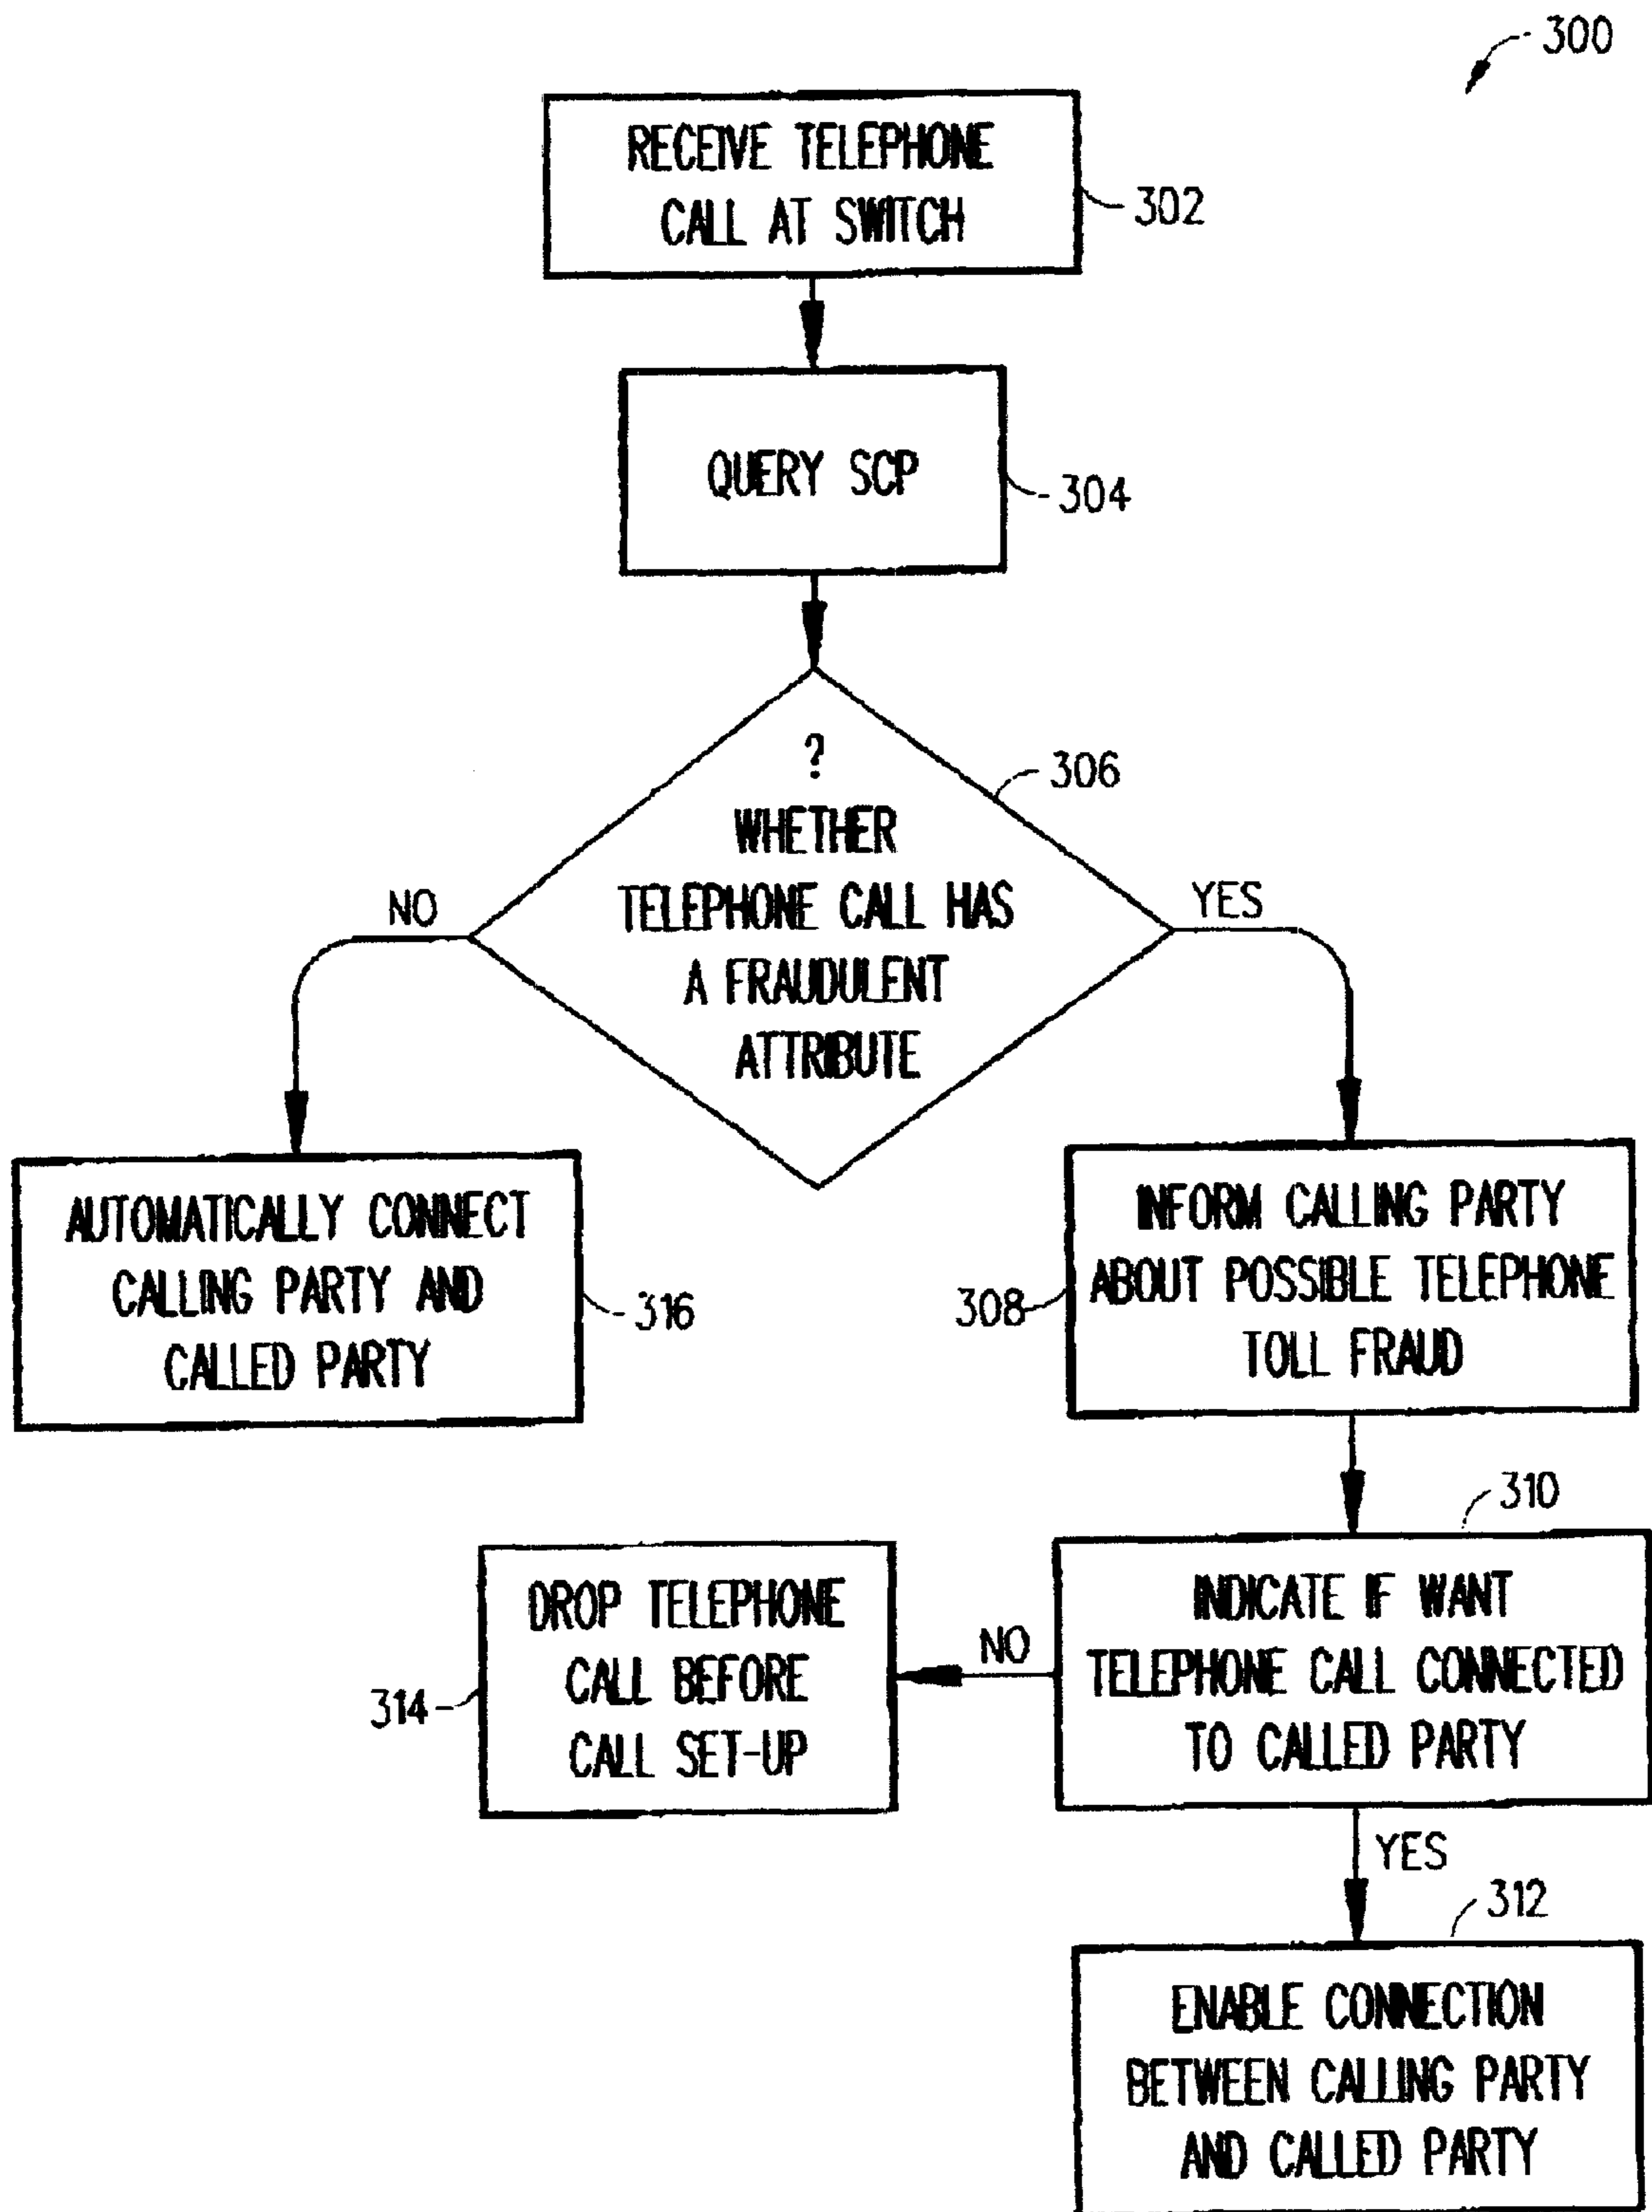 300
RECEIVE TELEPHONE
CALL AT SWITCH
302
QUERY SCP
304
?
WHETHER
TELEPHONE CALL HAS
A FRAUDULENT
ATTRIBUTE
306
NO
YES
AUTOMATICALLY CONNECT
CALLING PARTY AND
CALLED PARTY
316
INFORM CALLING PARTY
ABOUT POSSIBLE TELEPHONE
TOLL FRAUD
308
310
INDICATE IF WANT
TELEPHONE CALL CONNECTED
TO CALLED PARTY
NO
DROP TELEPHONE
CALL BEFORE
CALL SET-UP
314
YES
312
ENABLE CONNECTION
BETWEEN CALLING PARTY
AND CALLED PARTY